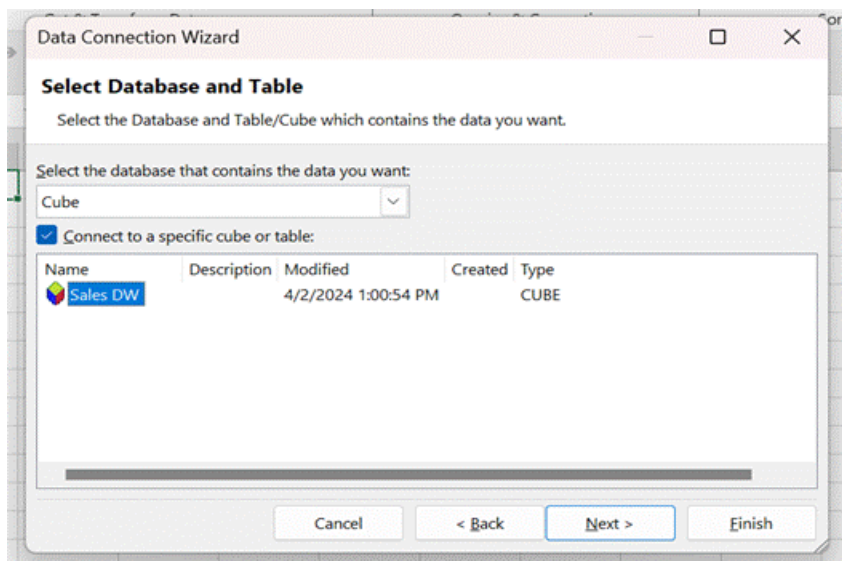 Data Connection Wizard
Select Database and Table
Select the Database and Table/Cube which contains the data you want.
Select the database that contains the data you want:
Cube
Connect to a specific cube or table:
Name Description Modified Created Type
Sales DW 4/2/2024 1:00:54 PM CUBE
Cancel < Back Next > Finish